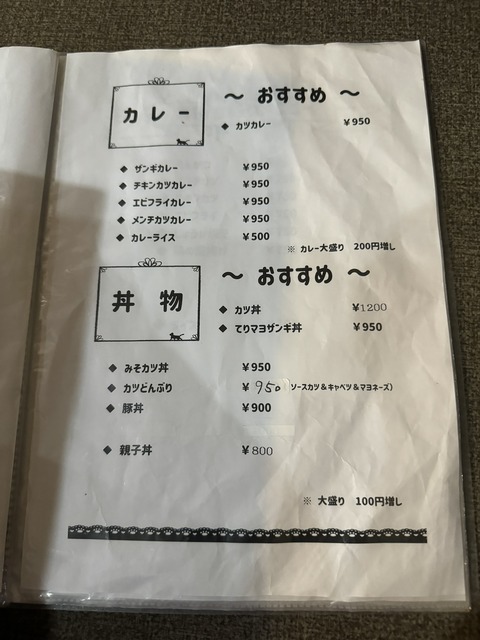 カレー
～ おすすめ ～
◆ カツカレー ¥950
◆ ザンギカレー ¥950
◆ チキンカツカレー ¥950
◆ エビフライカレー ¥950
◆ メンチカツカレー ¥950
◆ カレーライス ¥500
※ カレー大盛り 200円増し
丼物
～ おすすめ ～
◆ カツ丼 ¥1200
◆ てりマヨザンギ丼 ¥950
◆ みそカツ丼 ¥950
◆ カツどんぶり ¥950 ソースカツ&キャベツ&マヨネーズ）
◆ 豚丼 ¥900
◆ 親子丼 ¥800
※ 大盛り 100円増し